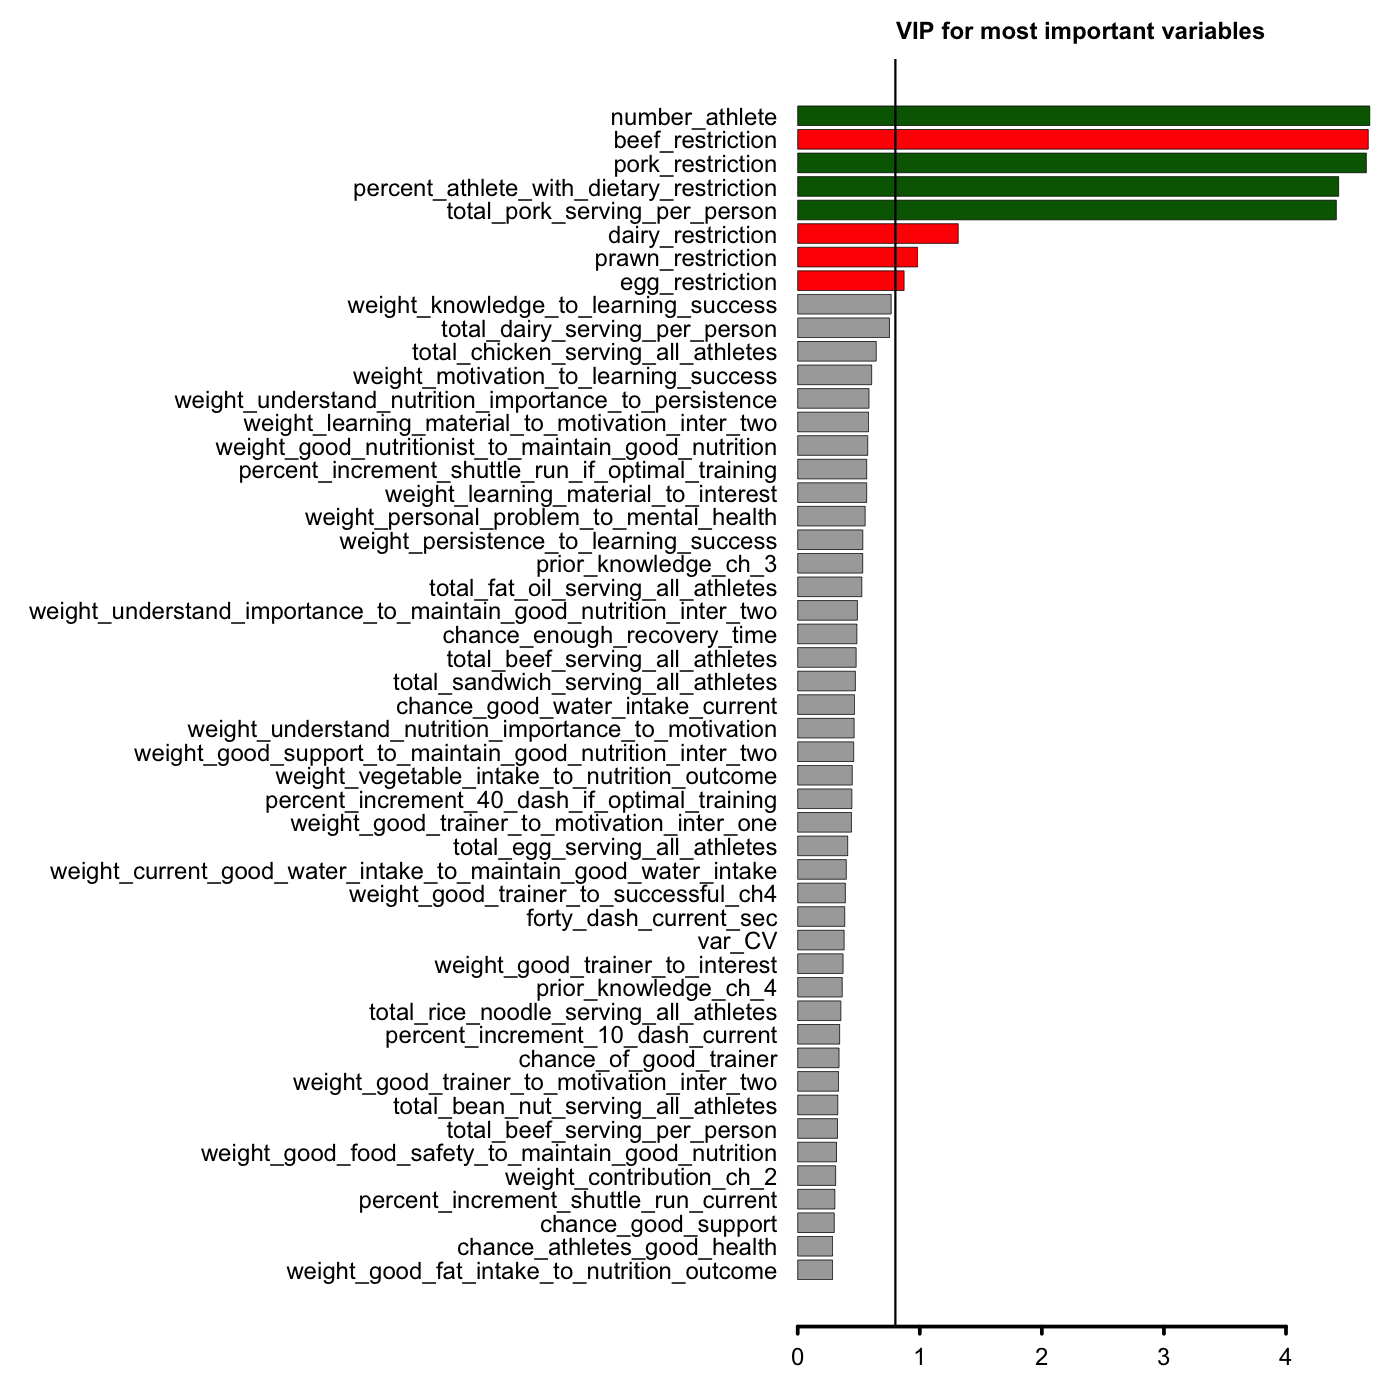 VIP for most important variables
number_athlete
beef_restriction
pork_restriction
percent_athlete_with_dietary_restriction
total_pork_serving_per_person
dairy_restriction
prawn_restriction
egg_restriction
weight_knowledge_to_learning_success
total_dairy_serving_per_person
total_chicken_serving_all_athletes
weight_motivation_to_learning_success
weight_understand_nutrition_importance_to_persistence
weight_learning_material_to_motivation_inter_two
weight_good_nutritionist_to_maintain_good_nutrition
percent_increment_shuttle_run_if_optimal_training
weight_learning_material_to_interest
weight_personal_problem_to_mental_health
weight_persistence_to_learning_success
prior_knowledge_ch_3
total_fat_oil_serving_all_athletes
weight_understand_importance_to_maintain_good_nutrition_inter_two
chance_enough_recovery_time
total_beef_serving_all_athletes
total_sandwich_serving_all_athletes
chance_good_water_intake_current
weight_understand_nutrition_importance_to_motivation
weight_good_support_to_maintain_good_nutrition_inter_two
weight_vegetable_intake_to_nutrition_outcome
percent_increment_40_dash_if_optimal_training
weight_good_trainer_to_motivation_inter_one
total_egg_serving_all_athletes
weight_current_good_water_intake_to_maintain_good_water_intake
weight_good_trainer_to_successful_ch4
forty_dash_current_sec
var_CV
weight_good_trainer_to_interest
prior_knowledge_ch_4
total_rice_noodle_serving_all_athletes
percent_increment_10_dash_current
chance_of_good_trainer
weight_good_trainer_to_motivation_inter_two
total_bean_nut_serving_all_athletes
total_beef_serving_per_person
weight_good_food_safety_to_maintain_good_nutrition
weight_contribution_ch_2
percent_increment_shuttle_run_current
chance_good_support
chance_athletes_good_health
weight_good_fat_intake_to_nutrition_outcome
0 1 2 3 4